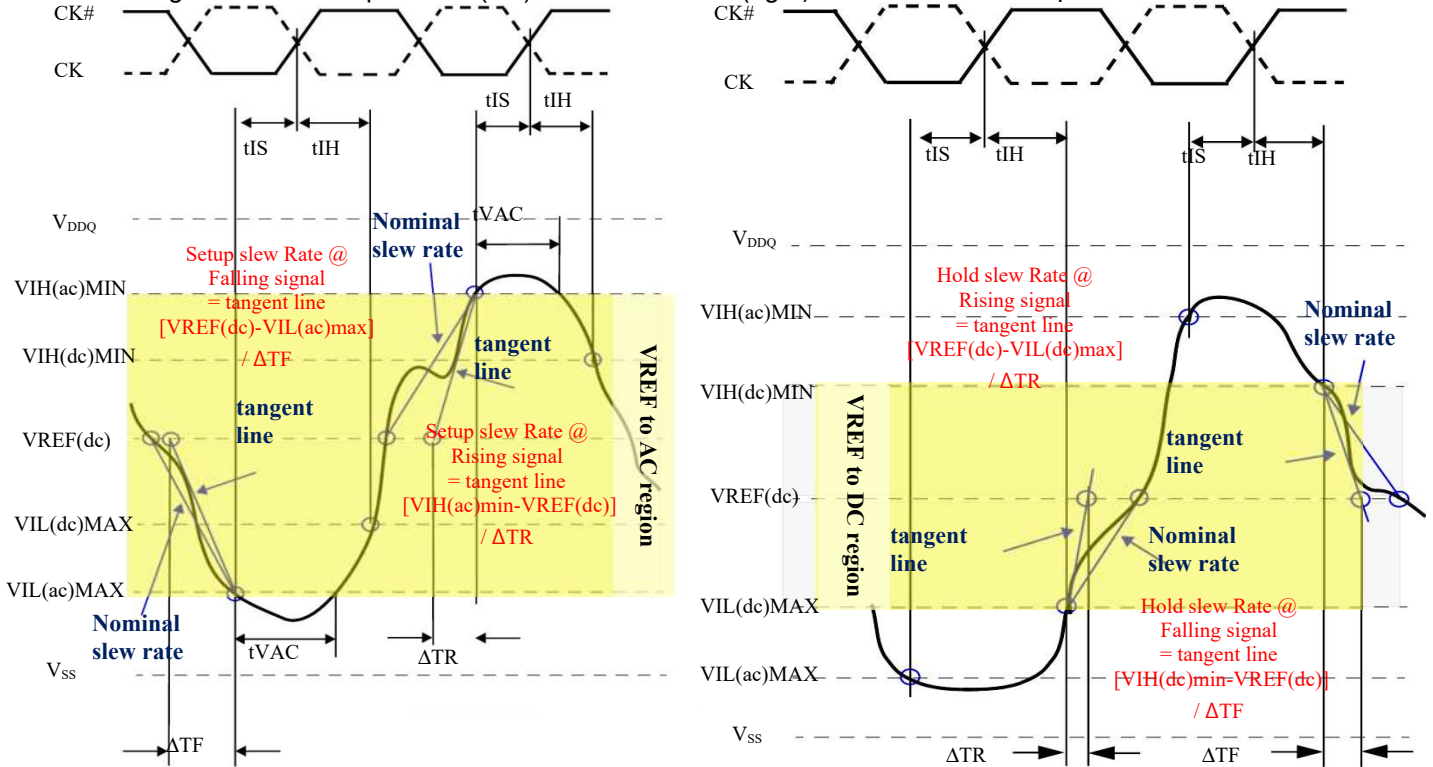 CK#
CK
tIS
tIH
tIS
tIH
VDDQ
tVAC
Nominal
slew rate
Setup slew Rate @
Falling signal
= tangent line
[VREF(dc)-VIL(ac)max]
/ ΔTF
VIH(ac)MIN
VIH(dc)MIN
tangent
line
VREF to AC region
tangent
line
VREF(dc)
Setup slew Rate @
Rising signal
= tangent line
[VIH(ac)min-VREF(dc)]
/ ΔTR
VIL(dc)MAX
VIL(ac)MAX
Nominal
slew rate
tVAC
ΔTR
VSS
ΔTF
CK#
CK
tIS
tIH
tIS
tIH
VDDQ
Hold slew Rate @
Rising signal
= tangent line
[VREF(dc)-VIL(dc)max]
/ ΔTR
VIH(ac)MIN
Nominal
slew rate
VIH(dc)MIN
VREF to DC region
tangent
line
VREF(dc)
tangent
line
Nominal
slew rate
VIL(dc)MAX
Hold slew Rate @
Falling signal
= tangent line
[VIH(dc)min-VREF(dc)]
/ ΔTF
VIL(ac)MAX
VSS
ΔTR
ΔTF